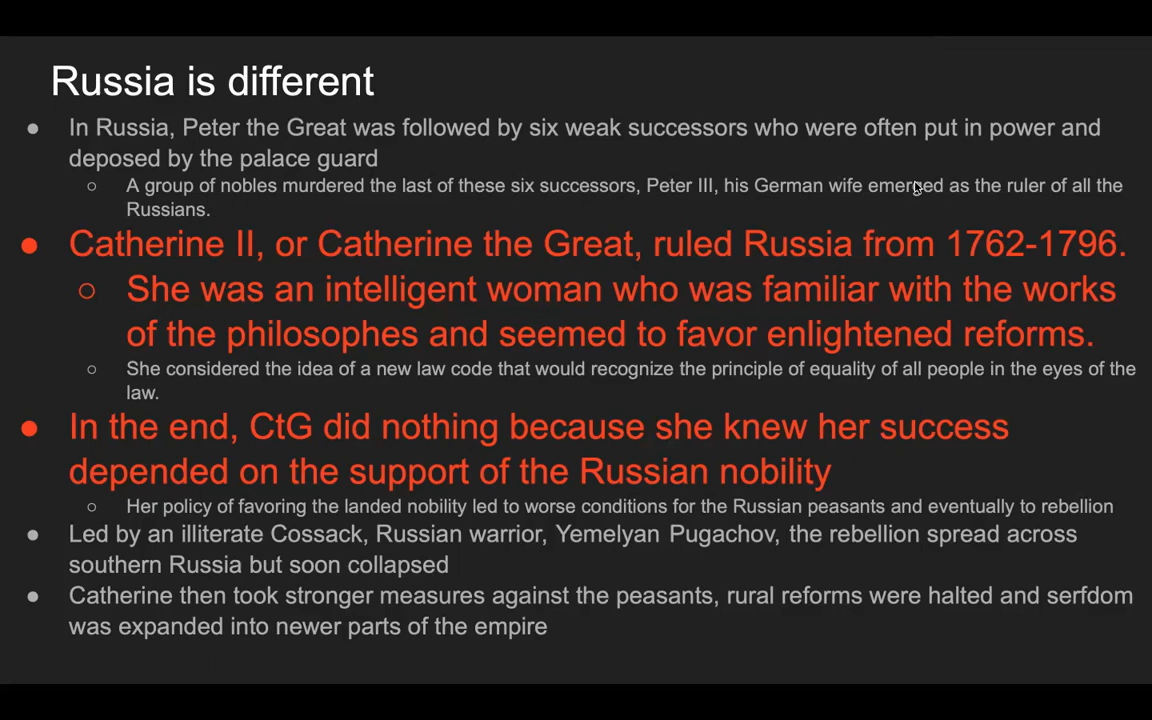 Russia is different
● In Russia, Peter the Great was followed by six weak successors who were often put in power and
deposed by the palace guard
○ A group of nobles murdered the last of these six successors, Peter III, his German wife emerged as the ruler of all the
Russians.
● Catherine II, or Catherine the Great, ruled Russia from 1762-1796.
○ She was an intelligent woman who was familiar with the works
of the philosophes and seemed to favor enlightened reforms.
○ She considered the idea of a new law code that would recognize the principle of equality of all people in the eyes of the
law.
● In the end, CtG did nothing because she knew her success
depended on the support of the Russian nobility
○ Her policy of favoring the landed nobility led to worse conditions for the Russian peasants and eventually to rebellion
● Led by an illiterate Cossack, Russian warrior, Yemelyan Pugachov, the rebellion spread across
southern Russia but soon collapsed
● Catherine then took stronger measures against the peasants, rural reforms were halted and serfdom
was expanded into newer parts of the empire